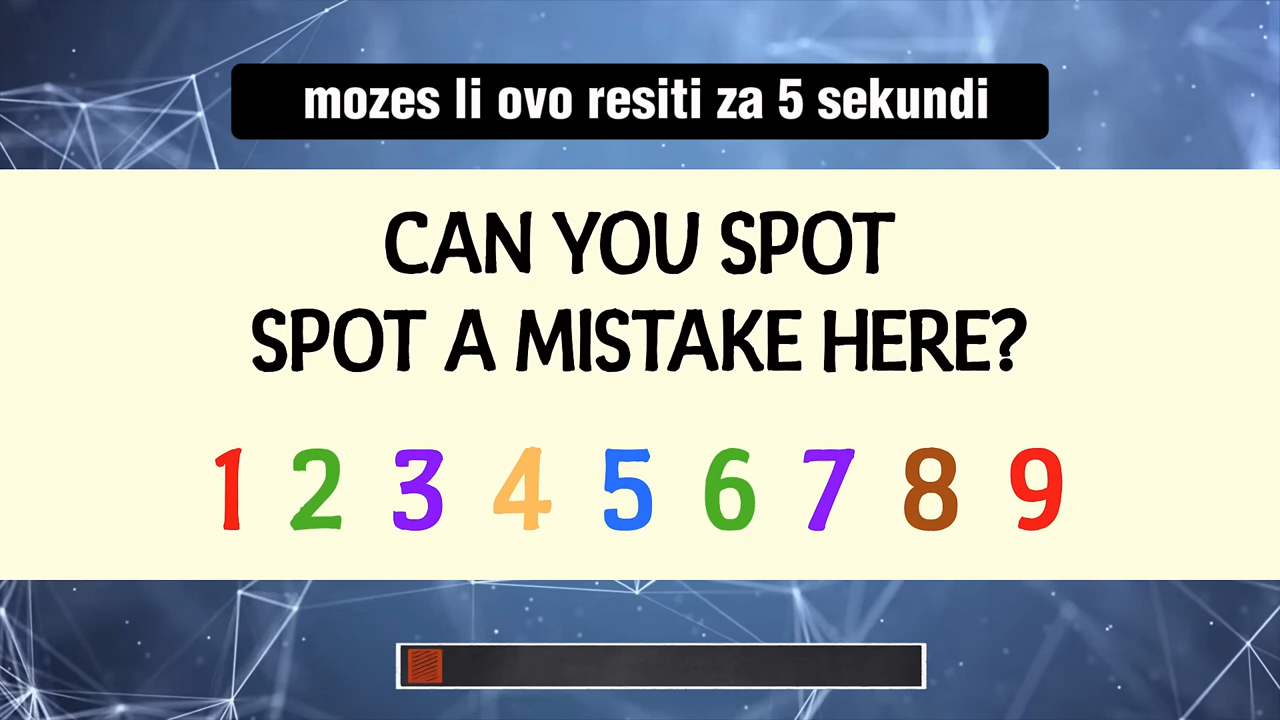 mozes li ovo resiti za 5 sekundi
CAN YOU SPOT
SPOT A MISTAKE HERE?
1 2 3 4 5 6 7 8 9